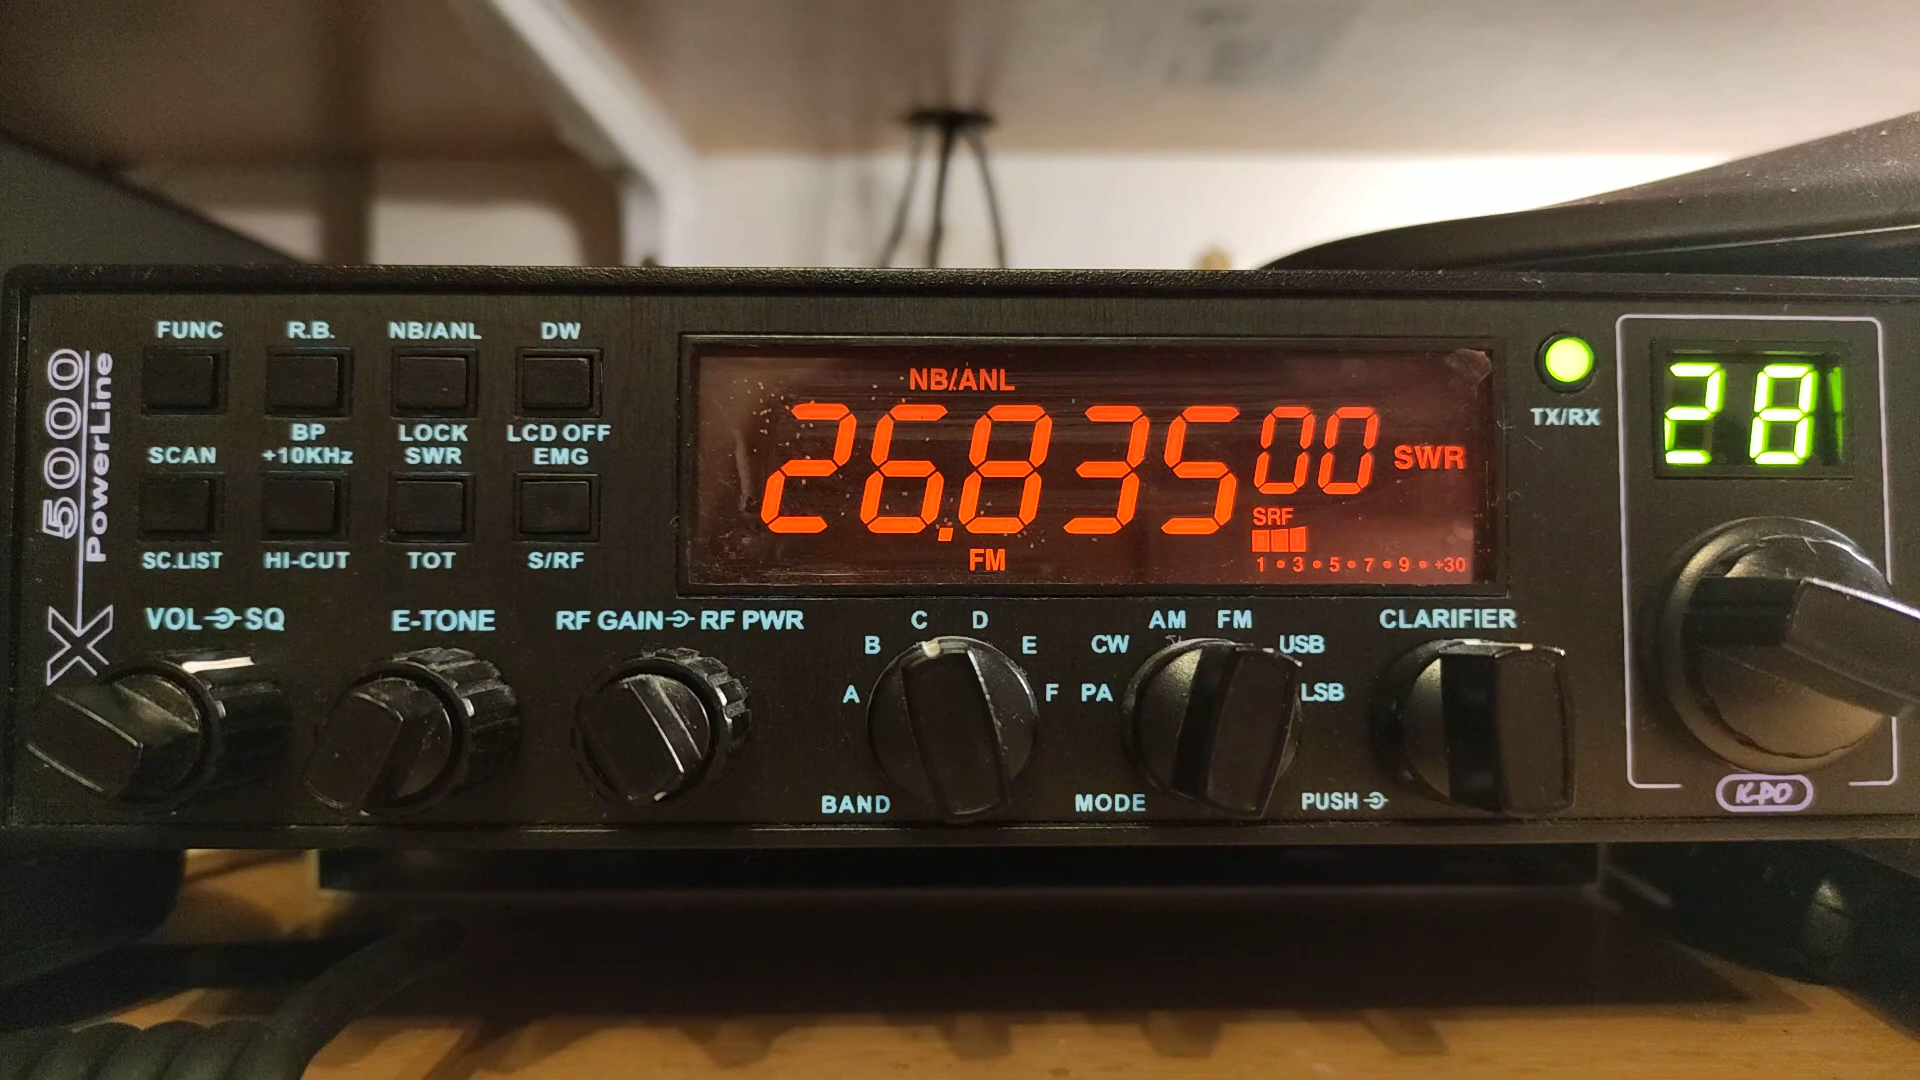 X 5000
PowerLine
FUNC R.B. NB/ANL DW
SCAN BP +10KHz LOCK SWR LCD OFF EMG
SC.LIST HI-CUT TOT S/RF
NB/ANL
26.83500 SWR
SRF
FM
1 • 3 • 5 • 7 • 9 • +30
TX/RX
28
VOL SQ E-TONE RF GAIN RF PWR
A B C D E F
BAND
PA CW AM FM USB LSB
MODE
CLARIFIER
PUSH
KPO